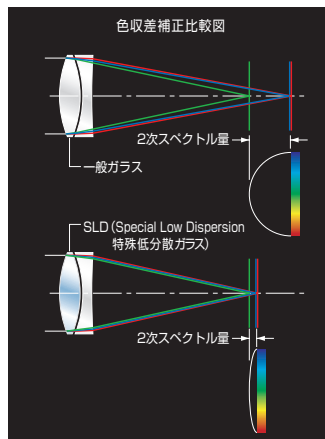 色収差補正比較図
2次スペクトル量
一般ガラス
SLD(Special Low Dispersion
特殊低分散ガラス)
2次スペクトル量